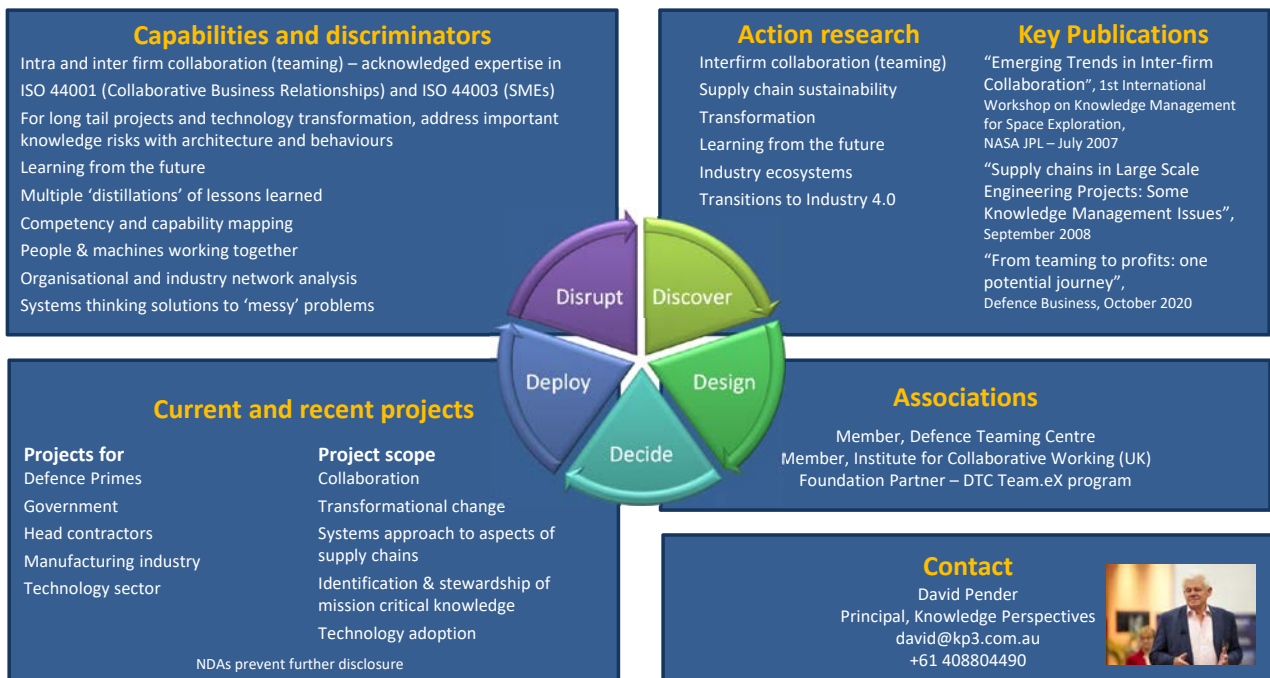 Capabilities and discriminators
Intra and inter firm collaboration (teaming) – acknowledged expertise in
ISO 44001 (Collaborative Business Relationships) and ISO 44003 (SMEs)
For long tail projects and technology transformation, address important
knowledge risks with architecture and behaviours
Learning from the future
Multiple ‘distillations’ of lessons learned
Competency and capability mapping
People & machines working together
Organisational and industry network analysis
Systems thinking solutions to ‘messy’ problems
Action research
Interfirm collaboration (teaming)
Supply chain sustainability
Transformation
Learning from the future
Industry ecosystems
Transitions to Industry 4.0
Key Publications
“Emerging Trends in Inter-firm
Collaboration”, 1st International
Workshop on Knowledge Management
for Space Exploration,
NASA JPL – July 2007
“Supply chains in Large Scale
Engineering Projects: Some
Knowledge Management Issues”,
September 2008
“From teaming to profits: one
potential journey”,
Defence Business, October 2020
Disrupt
Discover
Deploy
Design
Decide
Current and recent projects
Projects for
Defence Primes
Government
Head contractors
Manufacturing industry
Technology sector
Project scope
Collaboration
Transformational change
Systems approach to aspects of
supply chains
Identification & stewardship of
mission critical knowledge
Technology adoption
NDAs prevent further disclosure
Associations
Member, Defence Teaming Centre
Member, Institute for Collaborative Working (UK)
Foundation Partner – DTC Team.eX program
Contact
David Pender
Principal, Knowledge Perspectives
david@kp3.com.au
+61 408804490